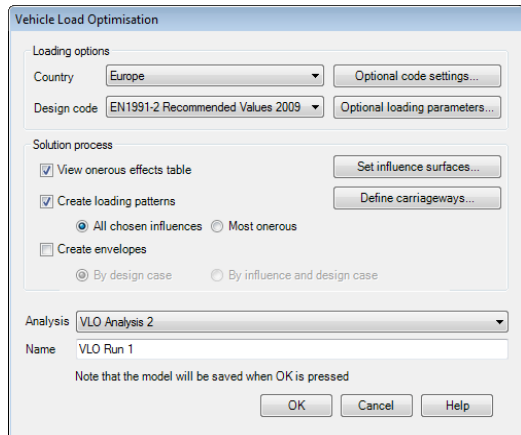 Vehicle Load Optimisation
Loading options
Country Europe Optional code settings...
Design code EN1991-2 Recommended Values 2009 Optional loading parameters...
Solution process
View onerous effects table Set influence surfaces...
Create loading patterns Define carriageways...
All chosen influences Most onerous
Create envelopes
By design case By influence and design case
Analysis VLO Analysis 2
Name VLO Run 1
Note that the model will be saved when OK is pressed
OK Cancel Help